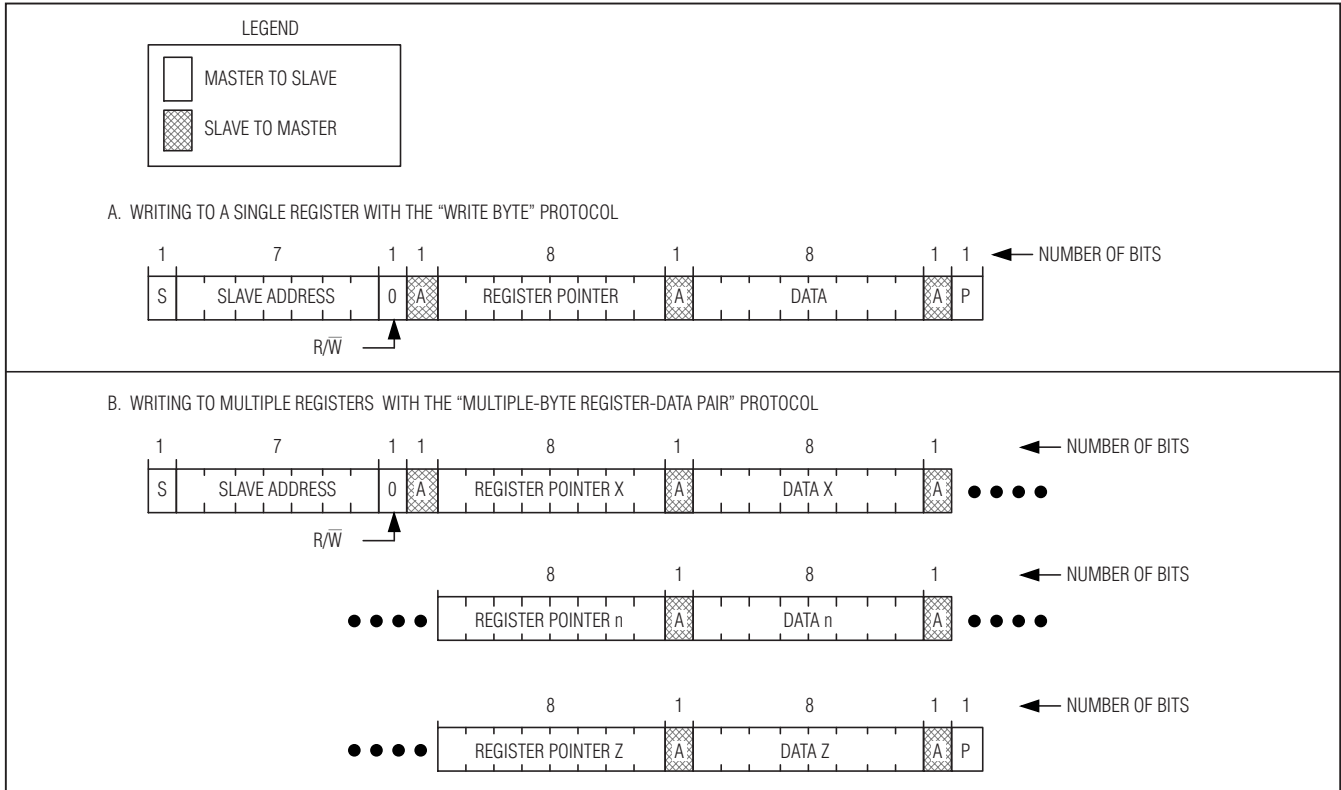 LEGEND
MASTER TO SLAVE
SLAVE TO MASTER
A. WRITING TO A SINGLE REGISTER WITH THE “WRITE BYTE” PROTOCOL
1 7 1 1 8 1 8 1 1 NUMBER OF BITS
S SLAVE ADDRESS 0 A REGISTER POINTER A DATA A P
R/W̅
B. WRITING TO MULTIPLE REGISTERS WITH THE “MULTIPLE-BYTE REGISTER-DATA PAIR” PROTOCOL
1 7 1 1 8 1 8 1 NUMBER OF BITS
S SLAVE ADDRESS 0 A REGISTER POINTER X A DATA X A
R/W̅
8 1 8 1 NUMBER OF BITS
REGISTER POINTER n A DATA n A
8 1 8 1 1 NUMBER OF BITS
REGISTER POINTER Z A DATA Z A P